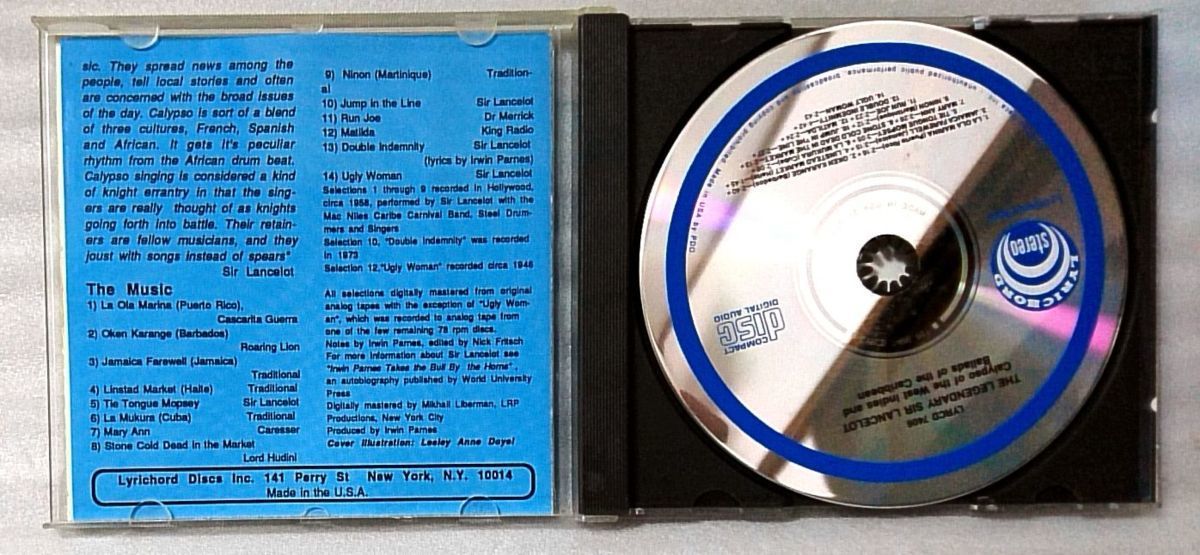 sic. They spread news among the
people, tell local stories and often
are concerned with the broad issues
of the day. Calypso is sort of a blend
of three cultures, French, Spanish
and African. It gets it's peculiar
rhythm from the African drum beat.
Calypso singing is considered a kind
of knight errantry in that the sing-
ers are really thought of as knights
going forth into battle. Their retain-
ers are fellow musicians, and they
joust with songs instead of spears"
Sir Lancelot
The Music
1) La Ola Marina (Puerto Rico),
Cascarita Guerra
2) Oken Karange (Barbados)
Roaring Lion
3) Jamaica Farewell (Jamaica)
Traditional
4) Linstad Market (Haite) Traditional
5) Tie Tongue Mopsey Sir Lancelot
6) La Mukura (Cuba) Traditional
7) Mary Ann Caresser
8) Stone Cold Dead in the Market
Lord Hudini
9) Ninon (Martinique) Tradition-
al
10) Jump in the Line Sir Lancelot
11) Run Joe Dr Merrick
12) Matilda King Radio
13) Double Indemnity Sir Lancelot
(lyrics by Irwin Parnes)
14) Ugly Woman Sir Lancelot
Selections 1 through 9 recorded in Hollywood,
circa 1958, performed by Sir Lancelot with the
Mac Niles Caribe Carnival Band, Steel Drum-
mers and Singers
Selection 10, "Double Indemnity" was recorded
in 1973
Selection 12,"Ugly Woman" recorded circa 1946
All selections digitally mastered from original
analog tapes with the exception of "Ugly Wom-
an", which was recorded to analog tape from
one of the few remaining 78 rpm discs.
Notes by Irwin Parnes, edited by Nick Fritsch
For more information about Sir Lancelot see
"Irwin Parnes Takes the Bull By the Horns",
an autobiography published by World University
Press
Digitally mastered by Mikhail Liberman, LRP
Productions, New York City
Produced by Irwin Parnes
Cover Illustration: Lesley Anne Doyel
Lyrichord Discs Inc. 141 Perry St New York, N.Y. 10014
Made in the U.S.A.
LYRICHORD
stereo
COMPACT
disc
DIGITAL AUDIO
LYRCD 7406
THE LEGENDARY SIR LANCELOT
Calypso of the West Indies and
Ballads of the Caribbean